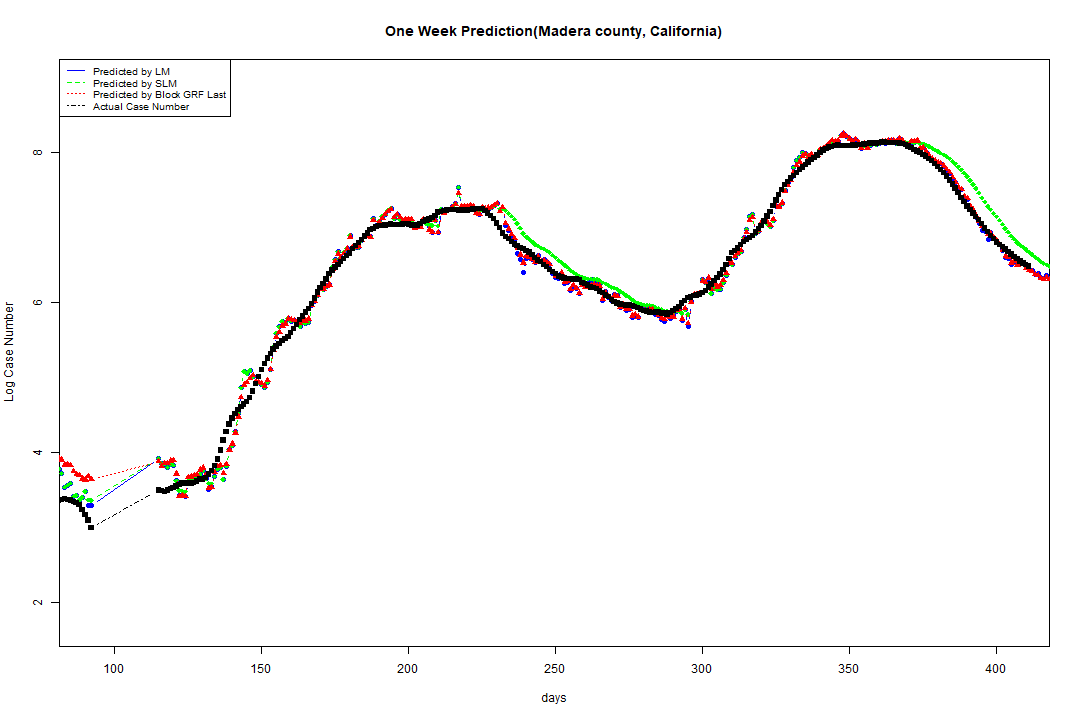 One Week Prediction(Madera county, California)
Predicted by LM
Predicted by SLM
Predicted by Block GRF Last
Actual Case Number
8
6
4
2
Log Case Number
100 150 200 250 300 350 400
days